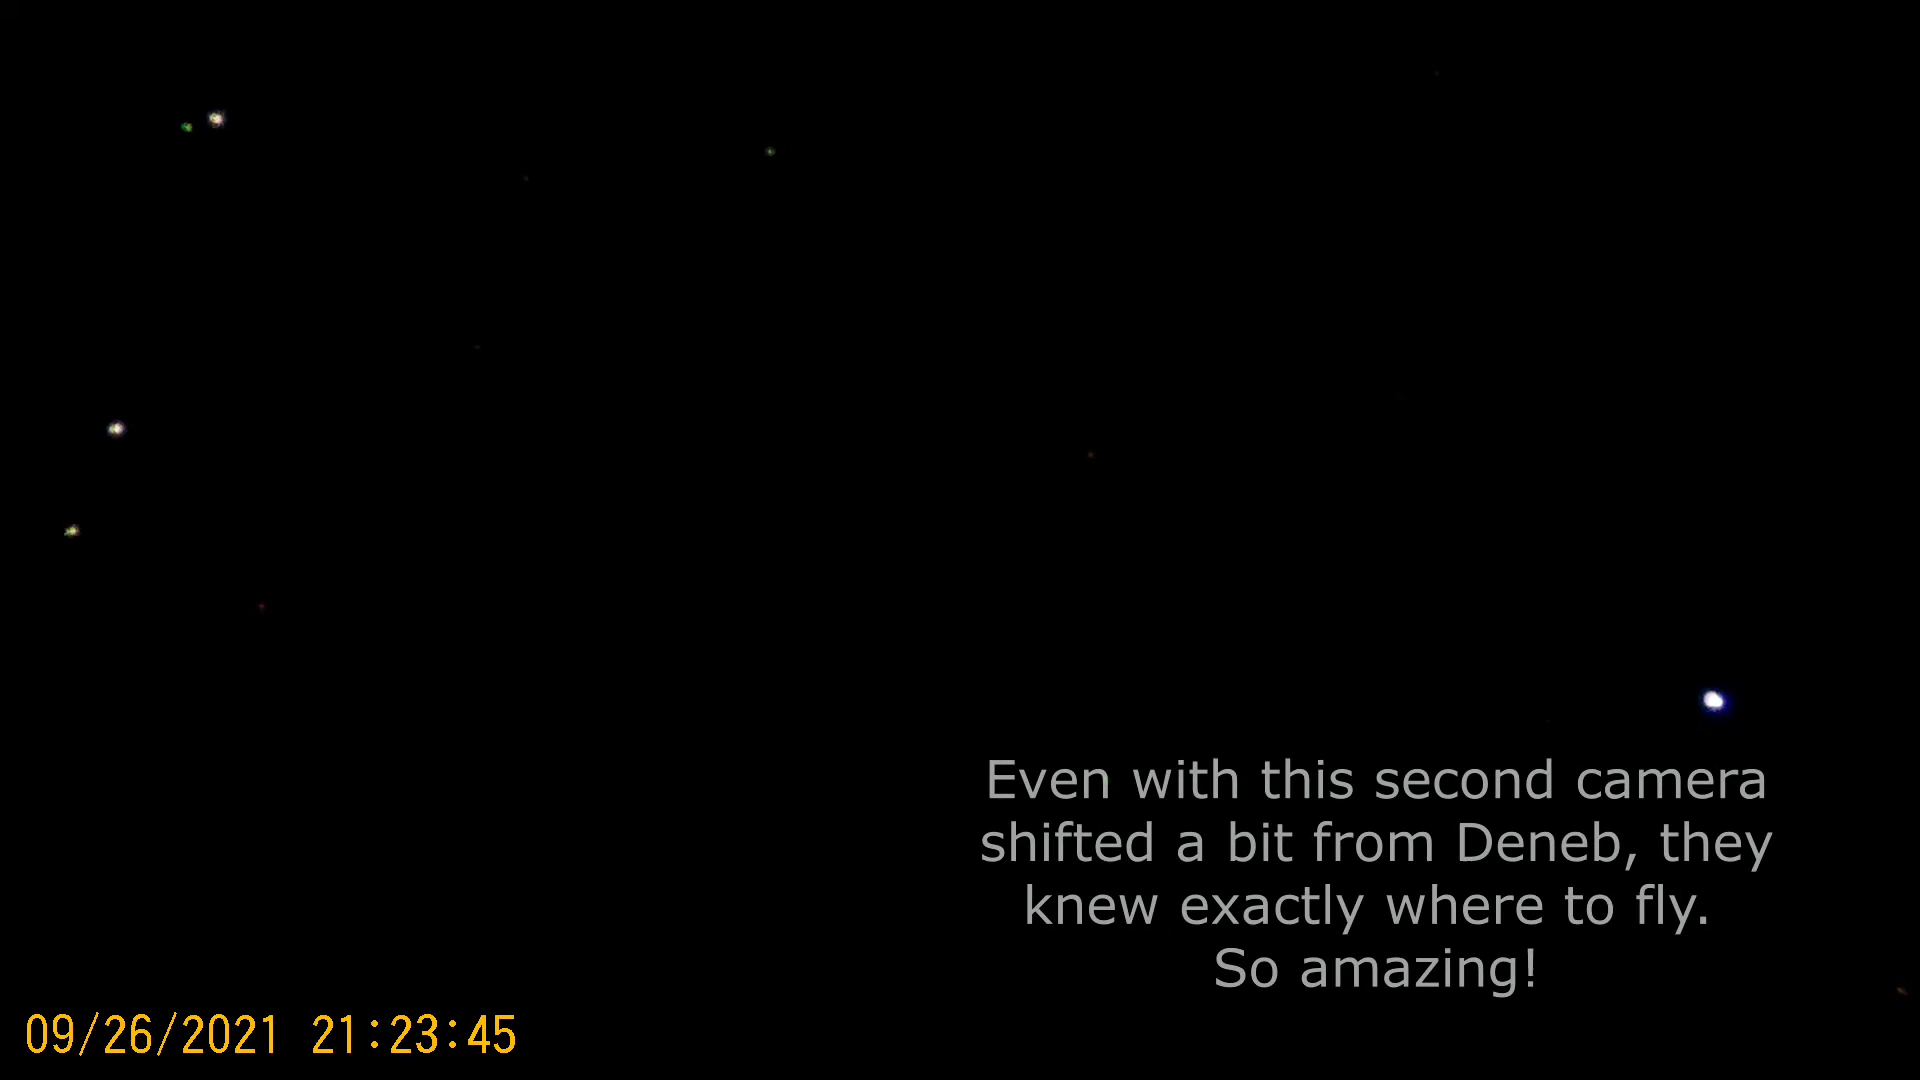 Even with this second camera
shifted a bit from Deneb, they
knew exactly where to fly.
So amazing!
09/26/2021 21:23:45